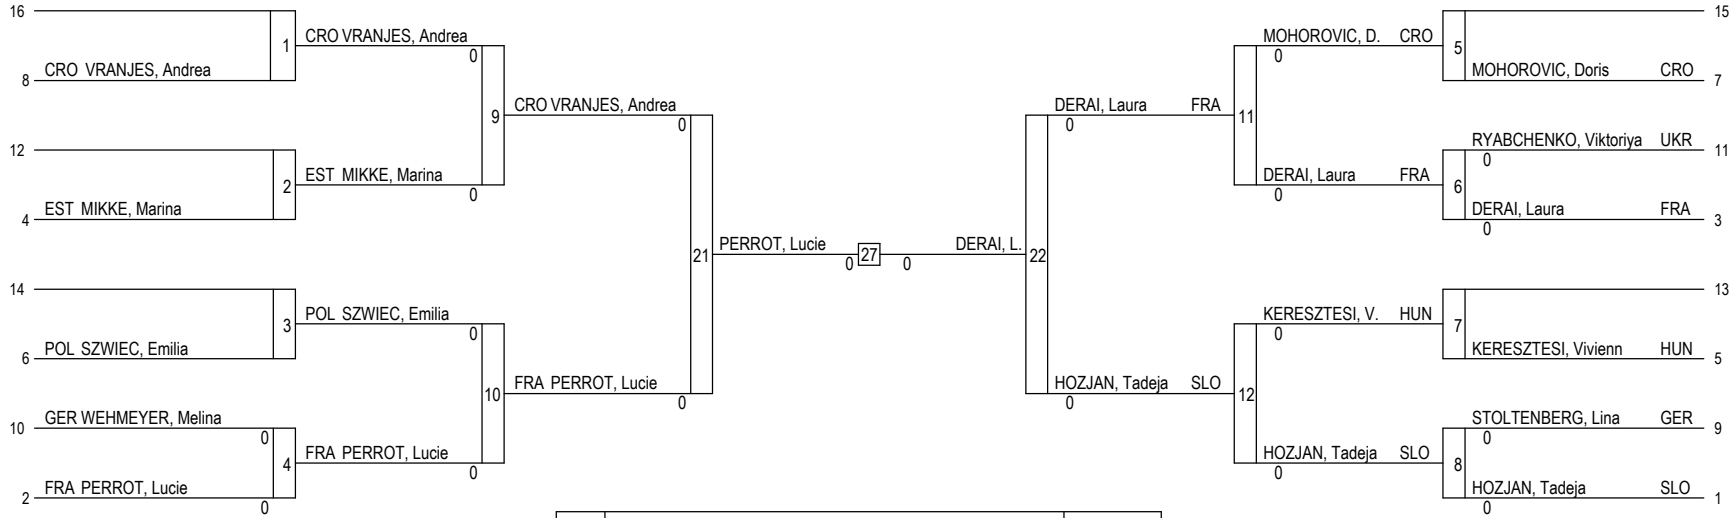 16
CRO VRANJES, Andrea
0
1
8 CRO VRANJES, Andrea
9
CRO VRANJES, Andrea
0
12
2
EST MIKKE, Marina
0
4 EST MIKKE, Marina
21
PERROT, Lucie
0
14
3
POL SZWIEC, Emilia
0
6 POL SZWIEC, Emilia
10
FRA PERROT, Lucie
0
10 GER WEHMEYER, Melina
0
4
FRA PERROT, Lucie
0
2 FRA PERROT, Lucie
0
27
15
MOHOROVIC, D. CRO
0
5
MOHOROVIC, Doris CRO 7
DERAI, Laura FRA
0
11
RYABCHENKO, Viktoriya UKR 11
0
DERAI, Laura FRA
0
6
DERAI, Laura FRA 3
0
DERAI, L.
0
22
13
KERESZTESI, V. HUN
0
7
KERESZTESI, Vivienn HUN 5
HOZJAN, Tadeja SLO
0
12
STOLTENBERG, Lina GER 9
0
HOZJAN, Tadeja SLO
0
8
HOZJAN, Tadeja SLO 1
0